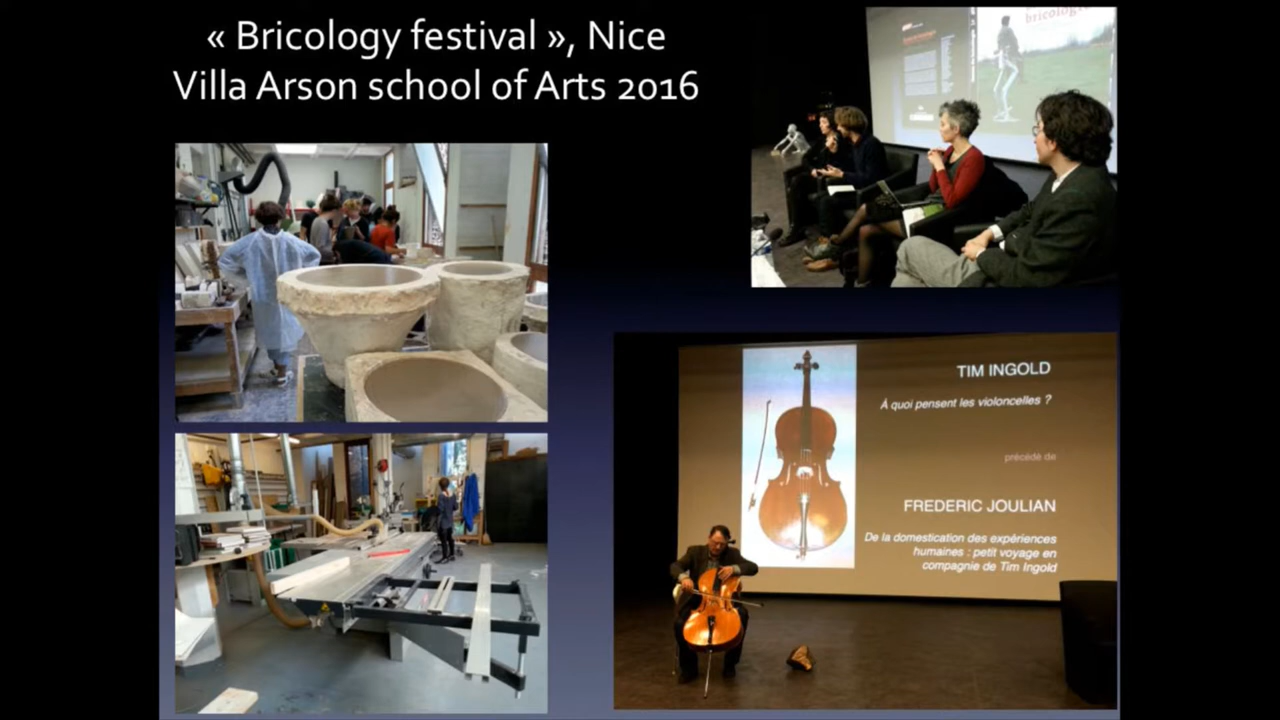 « Bricology festival », Nice
Villa Arson school of Arts 2016
bricologie
TIM INGOLD
À quoi pensent les violoncelles ?
précédé de
FREDERIC JOULIAN
De la domestication des expériences
humaines : petit voyage en
compagnie de Tim Ingold